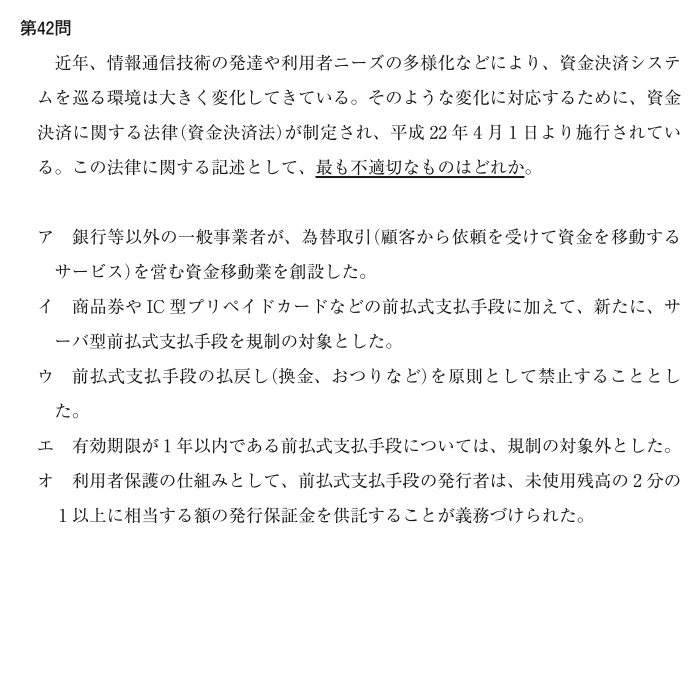 第42問
近年、情報通信技術の発達や利用者ニーズの多様化などにより、資金決済システ
ムを巡る環境は大きく変化してきている。そのような変化に対応するために、資金
決済に関する法律(資金決済法)が制定され、平成 22 年 4 月 1 日より施行されてい
る。この法律に関する記述として、最も不適切なものはどれか。
ア 銀行等以外の一般事業者が、為替取引(顧客から依頼を受けて資金を移動する
サービス)を営む資金移動業を創設した。
イ 商品券や IC 型プリペイドカードなどの前払式支払手段に加えて、新たに、サ
ーバ型前払式支払手段を規制の対象とした。
ウ 前払式支払手段の払戻し(換金、おつりなど)を原則として禁止することとし
た。
エ 有効期限が 1 年以内である前払式支払手段については、規制の対象外とした。
オ 利用者保護の仕組みとして、前払式支払手段の発行者は、未使用残高の 2 分の
1 以上に相当する額の発行保証金を供託することが義務づけられた。